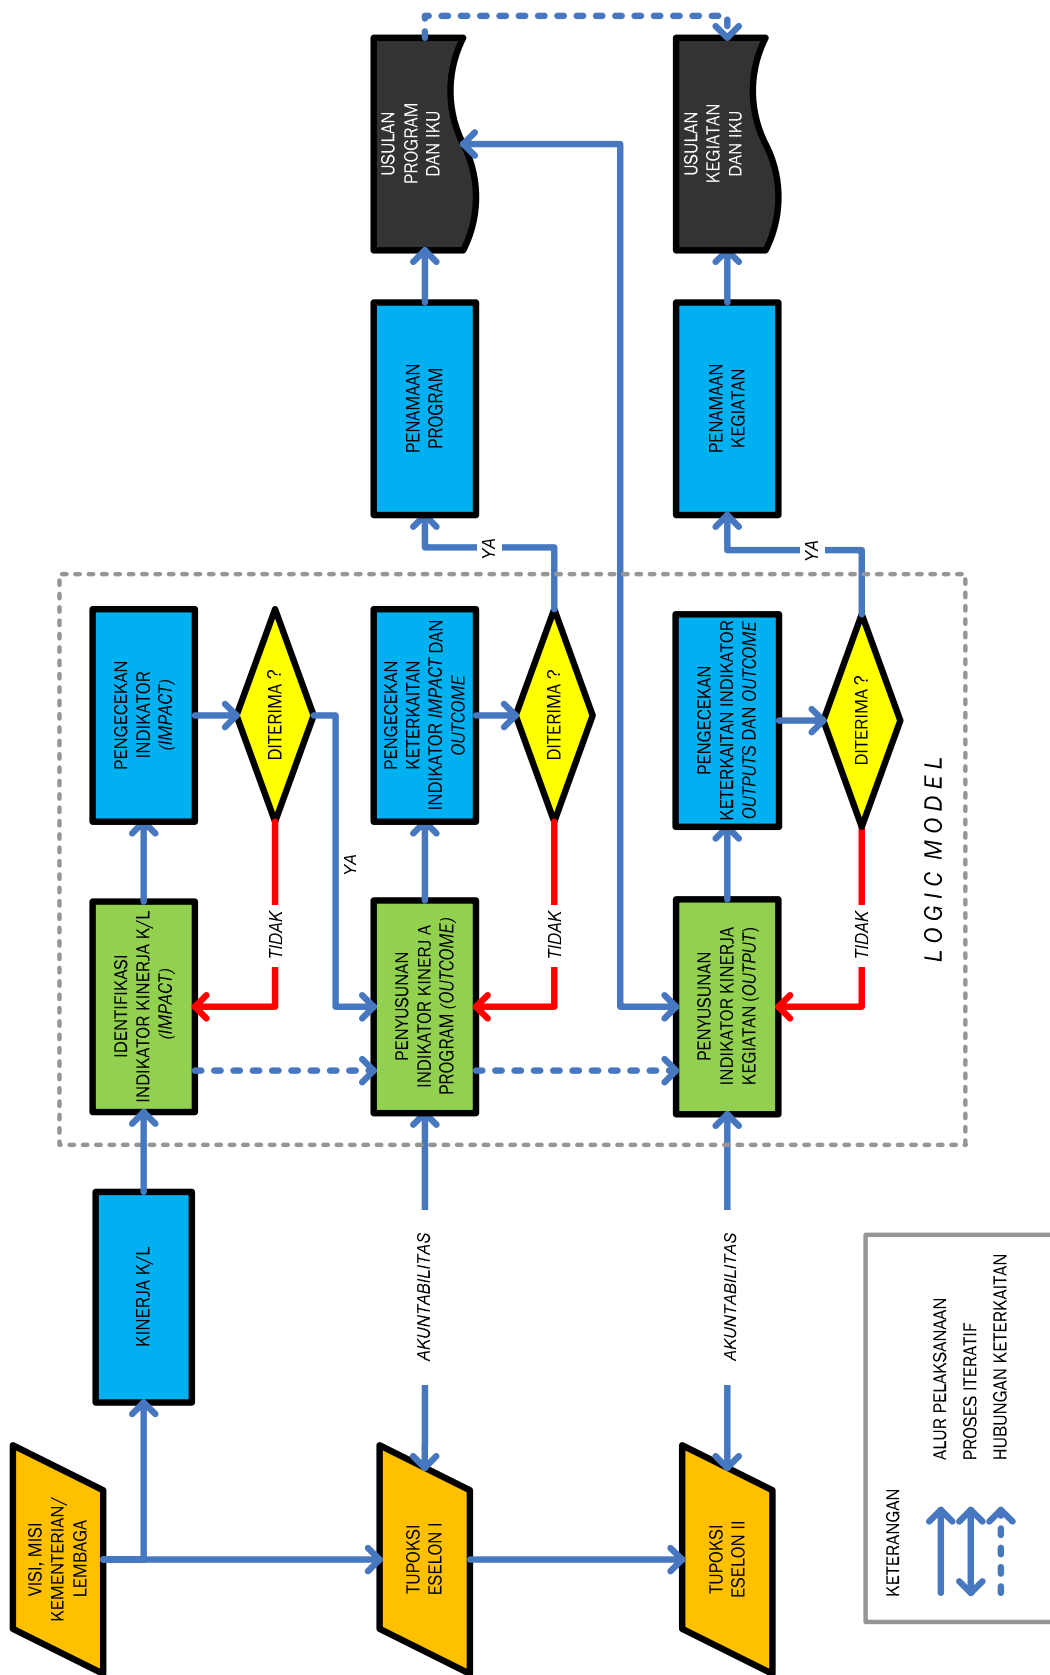 VISI, MISI
KEMENTERIAN/
LEMBAGA
KINERJA K/L
IDENTIFIKASI
INDIKATOR KINERJA K/L
(IMPACT)
PENGECEKAN
INDIKATOR
(IMPACT)
DITERIMA ?
TIDAK
YA
TUPOKSI
ESELON I
AKUNTABILITAS
PENYUSUNAN
INDIKATOR KINERJ A
PROGRAM (OUTCOME)
PENGECEKAN
KETERKAITAN
INDIKATOR IMPACT DAN
OUTCOME
DITERIMA ?
TIDAK
YA
PENAMAAN
PROGRAM
USULAN
PROGRAM
DAN IKU
TUPOKSI
ESELON II
AKUNTABILITAS
PENYUSUNAN
INDIKATOR KINERJA
KEGIATAN (OUTPUT)
PENGECEKAN
KETERKAITAN INDIKATOR
OUTPUTS DAN OUTCOME
DITERIMA ?
TIDAK
YA
PENAMAAN
KEGIATAN
USULAN
KEGIATAN
DAN IKU
LOGIC MODEL
KETERANGAN
ALUR PELAKSANAAN
PROSES ITERATIF
HUBUNGAN KETERKAITAN